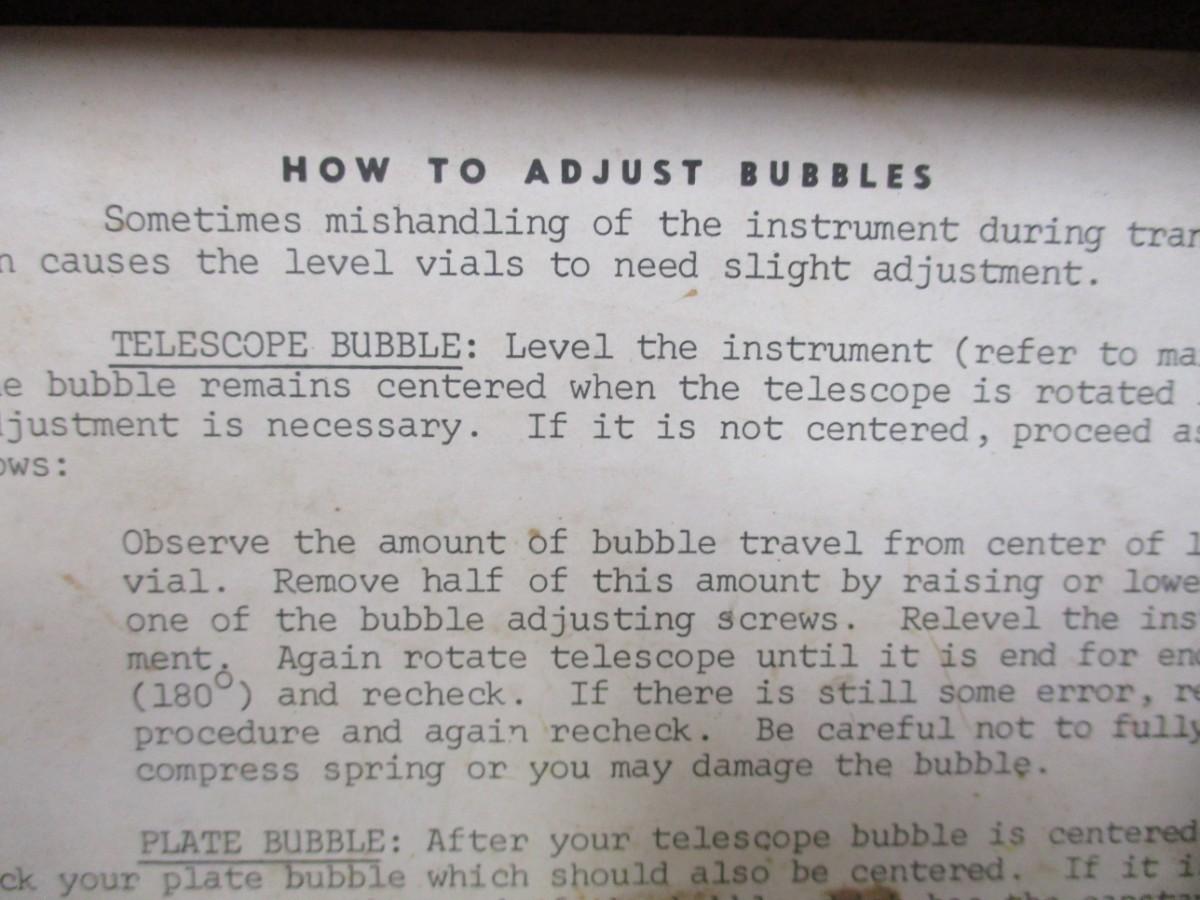 HOW TO ADJUST BUBBLES
Sometimes mishandling of the instrument during
causes the level vials to need slight adjustment.
TELESCOPE BUBBLE: Level the instrument (refer to
bubble remains centered when the telescope is rotated
justment is necessary. If it is not centered, proceed
ows:
Observe the amount of bubble travel from center of
vial. Remove half of this amount by raising or
one of the bubble adjusting screws. Relevel the ins
ment. Again rotate telescope until it is end for
(180°) and recheck. If there is still some error,
procedure and again recheck. Be careful not to fully
compress spring or you may damage the bubble.
PLATE BUBBLE: After your telescope bubble is centered
ck your plate bubble which should also be centered. If it